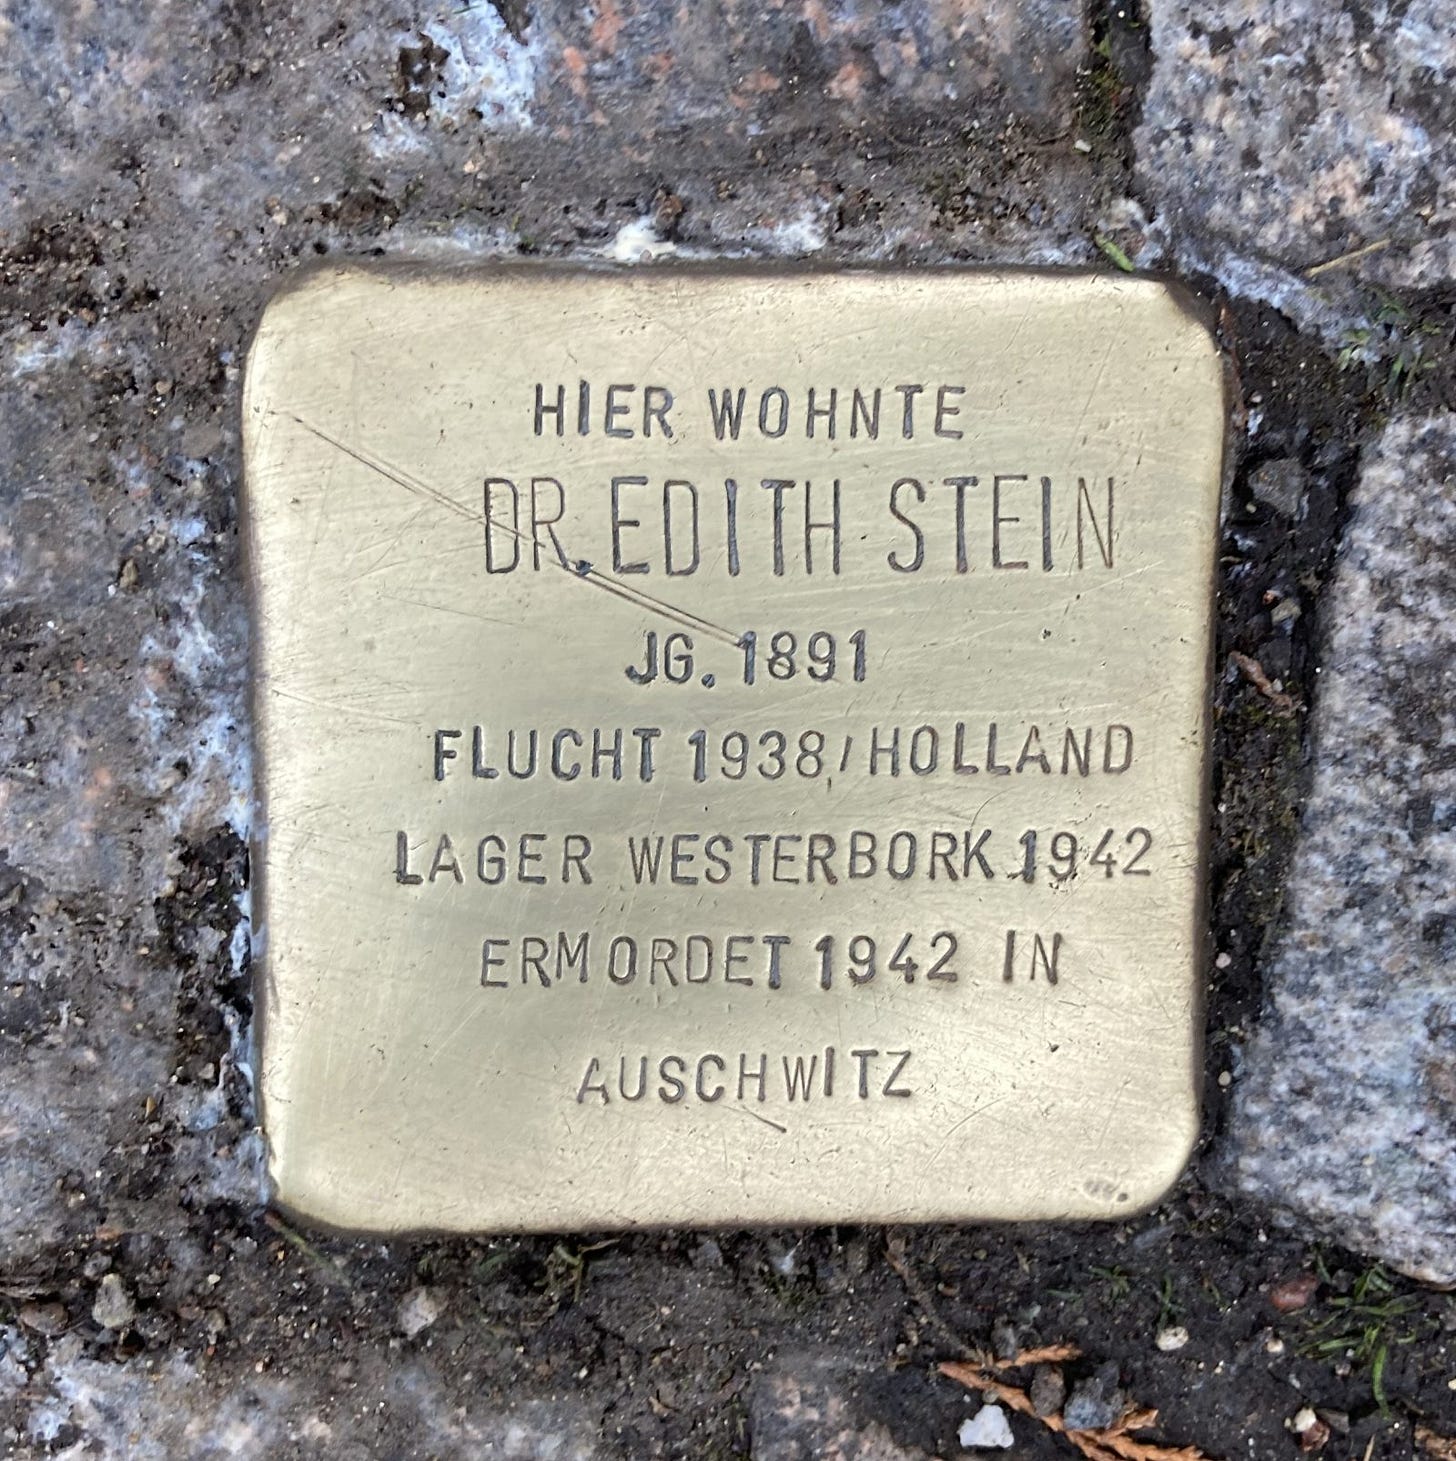 HIER WOHNTE
DR. EDITH STEIN
JG. 1891
FLUCHT 1938/HOLLAND
LAGER WESTERBORK 1942
ERMORDET 1942 IN
AUSCHWITZ